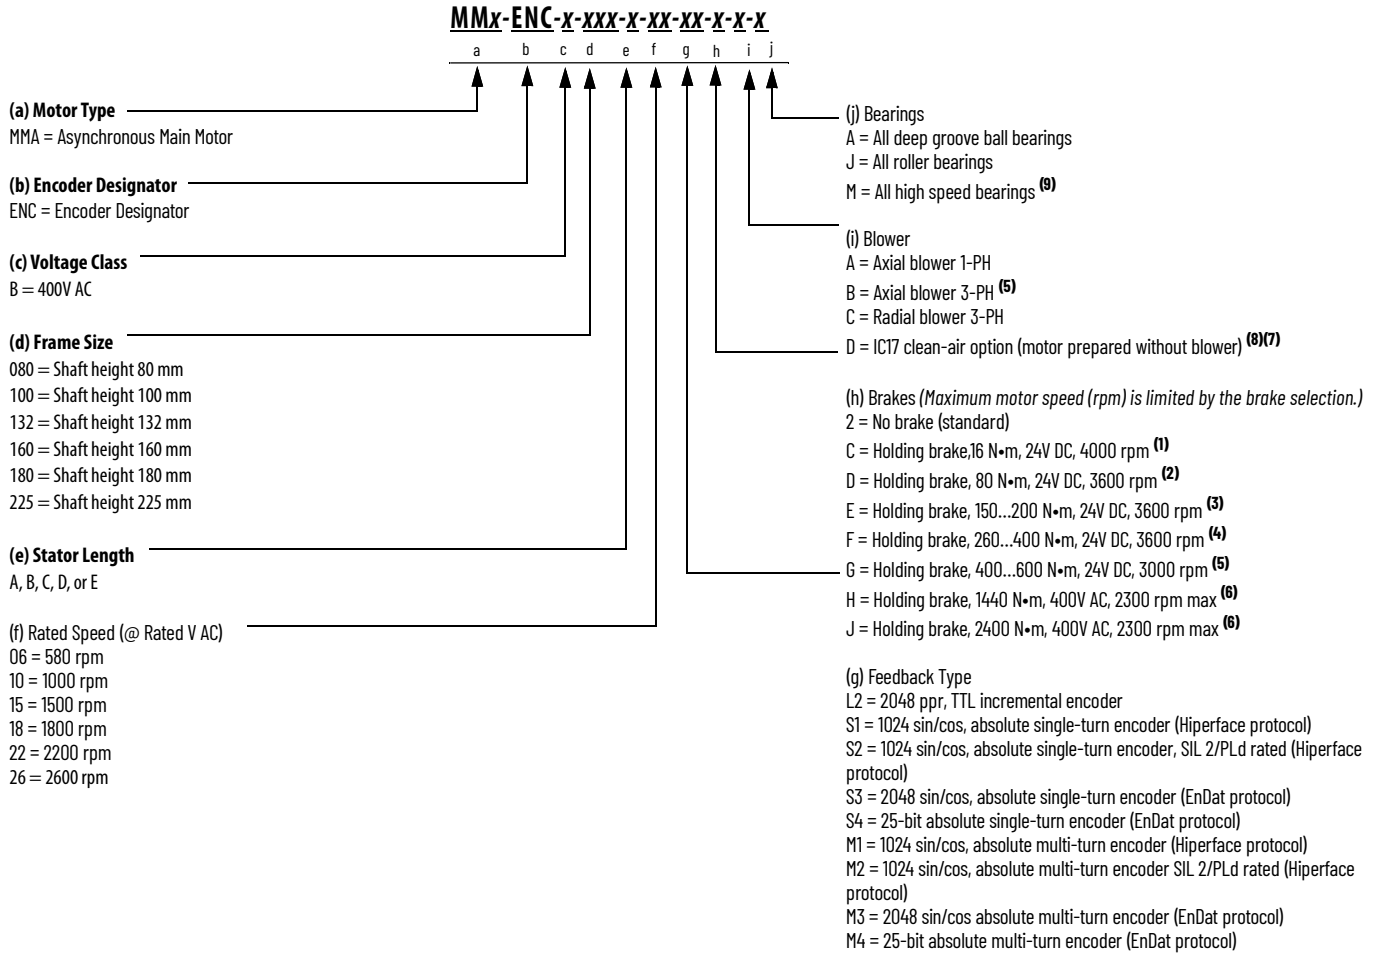 MMx-ENC-x-xxx-x-xx-xx-x-x-x
a b c d e f g h i j
(a) Motor Type
MMA = Asynchronous Main Motor
(b) Encoder Designator
ENC = Encoder Designator
(c) Voltage Class
B = 400V AC
(d) Frame Size
080 = Shaft height 80 mm
100 = Shaft height 100 mm
132 = Shaft height 132 mm
160 = Shaft height 160 mm
180 = Shaft height 180 mm
225 = Shaft height 225 mm
(e) Stator Length
A, B, C, D, or E
(f) Rated Speed (@ Rated V AC)
06 = 580 rpm
10 = 1000 rpm
15 = 1500 rpm
18 = 1800 rpm
22 = 2200 rpm
26 = 2600 rpm
(j) Bearings
A = All deep groove ball bearings
J = All roller bearings
M = All high speed bearings (9)
(i) Blower
A = Axial blower 1-PH
B = Axial blower 3-PH (5)
C = Radial blower 3-PH
D = IC17 clean-air option (motor prepared without blower) (8)(7)
(h) Brakes (Maximum motor speed (rpm) is limited by the brake selection.)
2 = No brake (standard)
C = Holding brake,16 N•m, 24V DC, 4000 rpm (1)
D = Holding brake, 80 N•m, 24V DC, 3600 rpm (2)
E = Holding brake, 150...200 N•m, 24V DC, 3600 rpm (3)
F = Holding brake, 260...400 N•m, 24V DC, 3600 rpm (4)
G = Holding brake, 400...600 N•m, 24V DC, 3000 rpm (5)
H = Holding brake, 1440 N•m, 400V AC, 2300 rpm max (6)
J = Holding brake, 2400 N•m, 400V AC, 2300 rpm max (6)
(g) Feedback Type
L2 = 2048 ppr, TTL incremental encoder
S1 = 1024 sin/cos, absolute single-turn encoder (Hiperface protocol)
S2 = 1024 sin/cos, absolute single-turn encoder, SIL 2/PLd rated (Hiperface
protocol)
S3 = 2048 sin/cos, absolute single-turn encoder (EnDat protocol)
S4 = 25-bit absolute single-turn encoder (EnDat protocol)
M1 = 1024 sin/cos, absolute multi-turn encoder (Hiperface protocol)
M2 = 1024 sin/cos, absolute multi-turn encoder SIL 2/PLd rated (Hiperface
protocol)
M3 = 2048 sin/cos absolute multi-turn encoder (EnDat protocol)
M4 = 25-bit absolute multi-turn encoder (EnDat protocol)